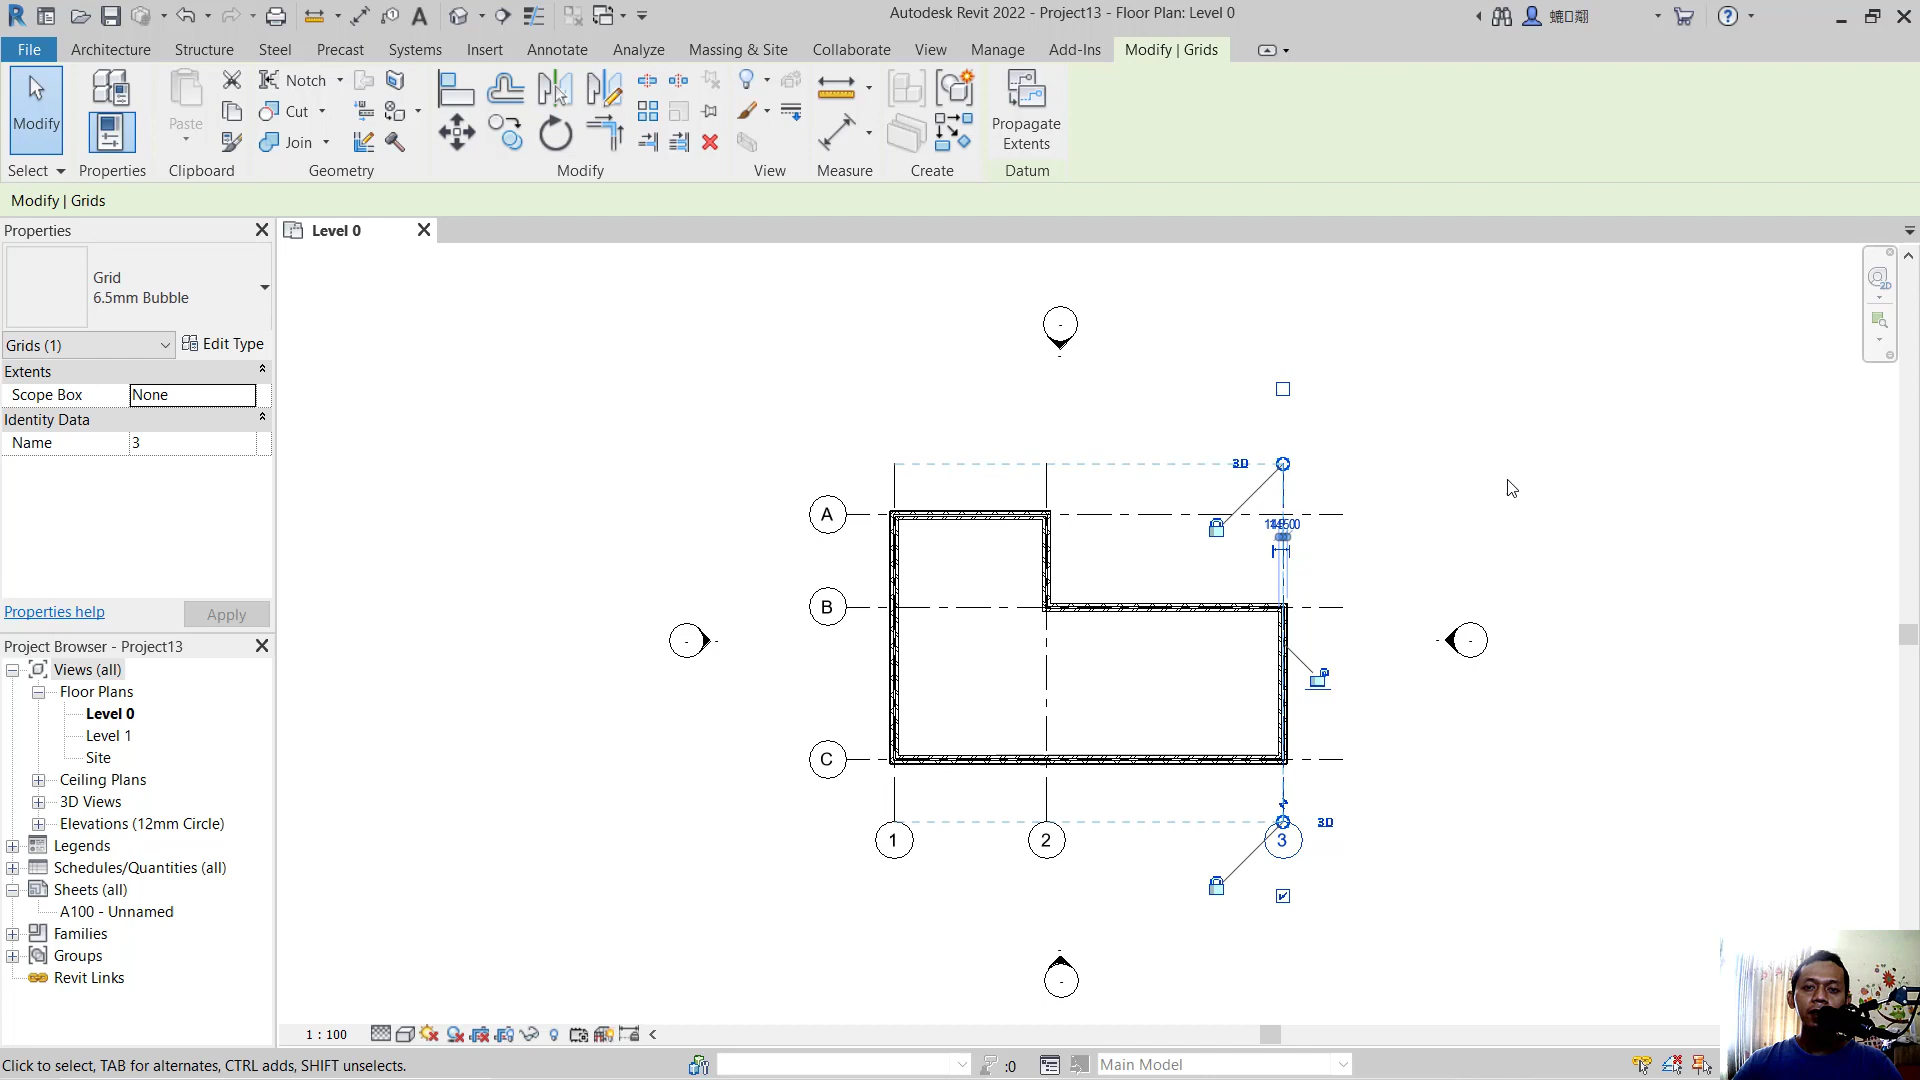 Autodesk Revit 2022 - Project13 - Floor Plan: Level 0
File Architecture Structure Steel Precast Systems Insert Annotate Analyze Massing & Site Collaborate View Manage Add-Ins Modify | Grids
Modify
Paste
Notch
Cut
Join
Propagate
Extents
Select Properties Clipboard Geometry Modify View Measure Create Datum
Modify | Grids
Properties
Level 0
Grid
6.5mm Bubble
Grids (1)
Edit Type
Extents
Scope Box None
Identity Data
Name 3
Properties help
Apply
Project Browser - Project13
Views (all)
Floor Plans
Level 0
Level 1
Site
Ceiling Plans
3D Views
Elevations (12mm Circle)
Legends
Schedules/Quantities (all)
Sheets (all)
A100 - Unnamed
Families
Groups
Revit Links
2D
3D
A
B
C
3D
1
2
3
1 : 100
Click to select, TAB for alternates, CTRL adds, SHIFT unselects.
:0
Main Model